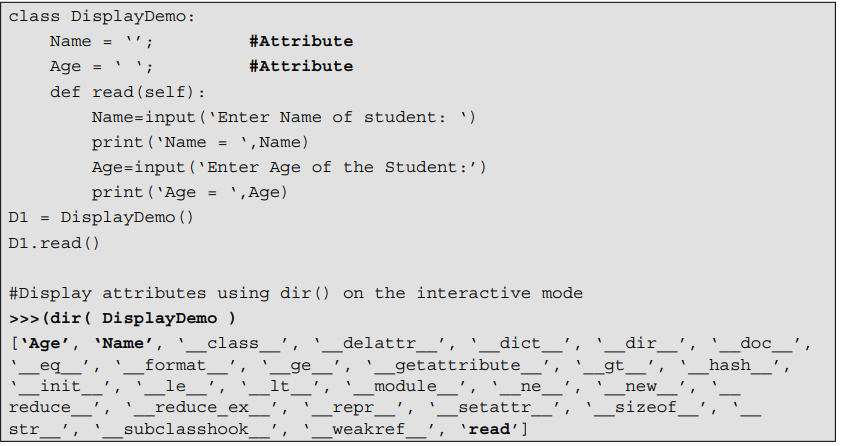 class DisplayDemo:
    Name = ‘’;          #Attribute
    Age = ‘ ‘;          #Attribute
    def read(self):
        Name=input(‘Enter Name of student: ‘)
        print(‘Name = ‘,Name)
        Age=input(‘Enter Age of the Student:’)
        print(‘Age = ‘,Age)
D1 = DisplayDemo()
D1.read()

#Display attributes using dir() on the interactive mode
>>>(dir( DisplayDemo )
[‘Age’, ‘Name’, ‘__class__’, ‘__delattr__’, ‘__dict__’, ‘__dir__’, ‘__doc__’,
‘__eq__’, ‘__format__’, ‘__ge__’, ‘__getattribute__’, ‘__gt__’, ‘__hash__’,
‘__init__’, ‘__le__’, ‘__lt__’, ‘__module__’, ‘__ne__’, ‘__new__’, ‘__
reduce__’, ‘__reduce_ex__’, ‘__repr__’, ‘__setattr__’, ‘__sizeof__’, ‘__
str__’, ‘__subclasshook__’, ‘__weakref__’, ‘read’]